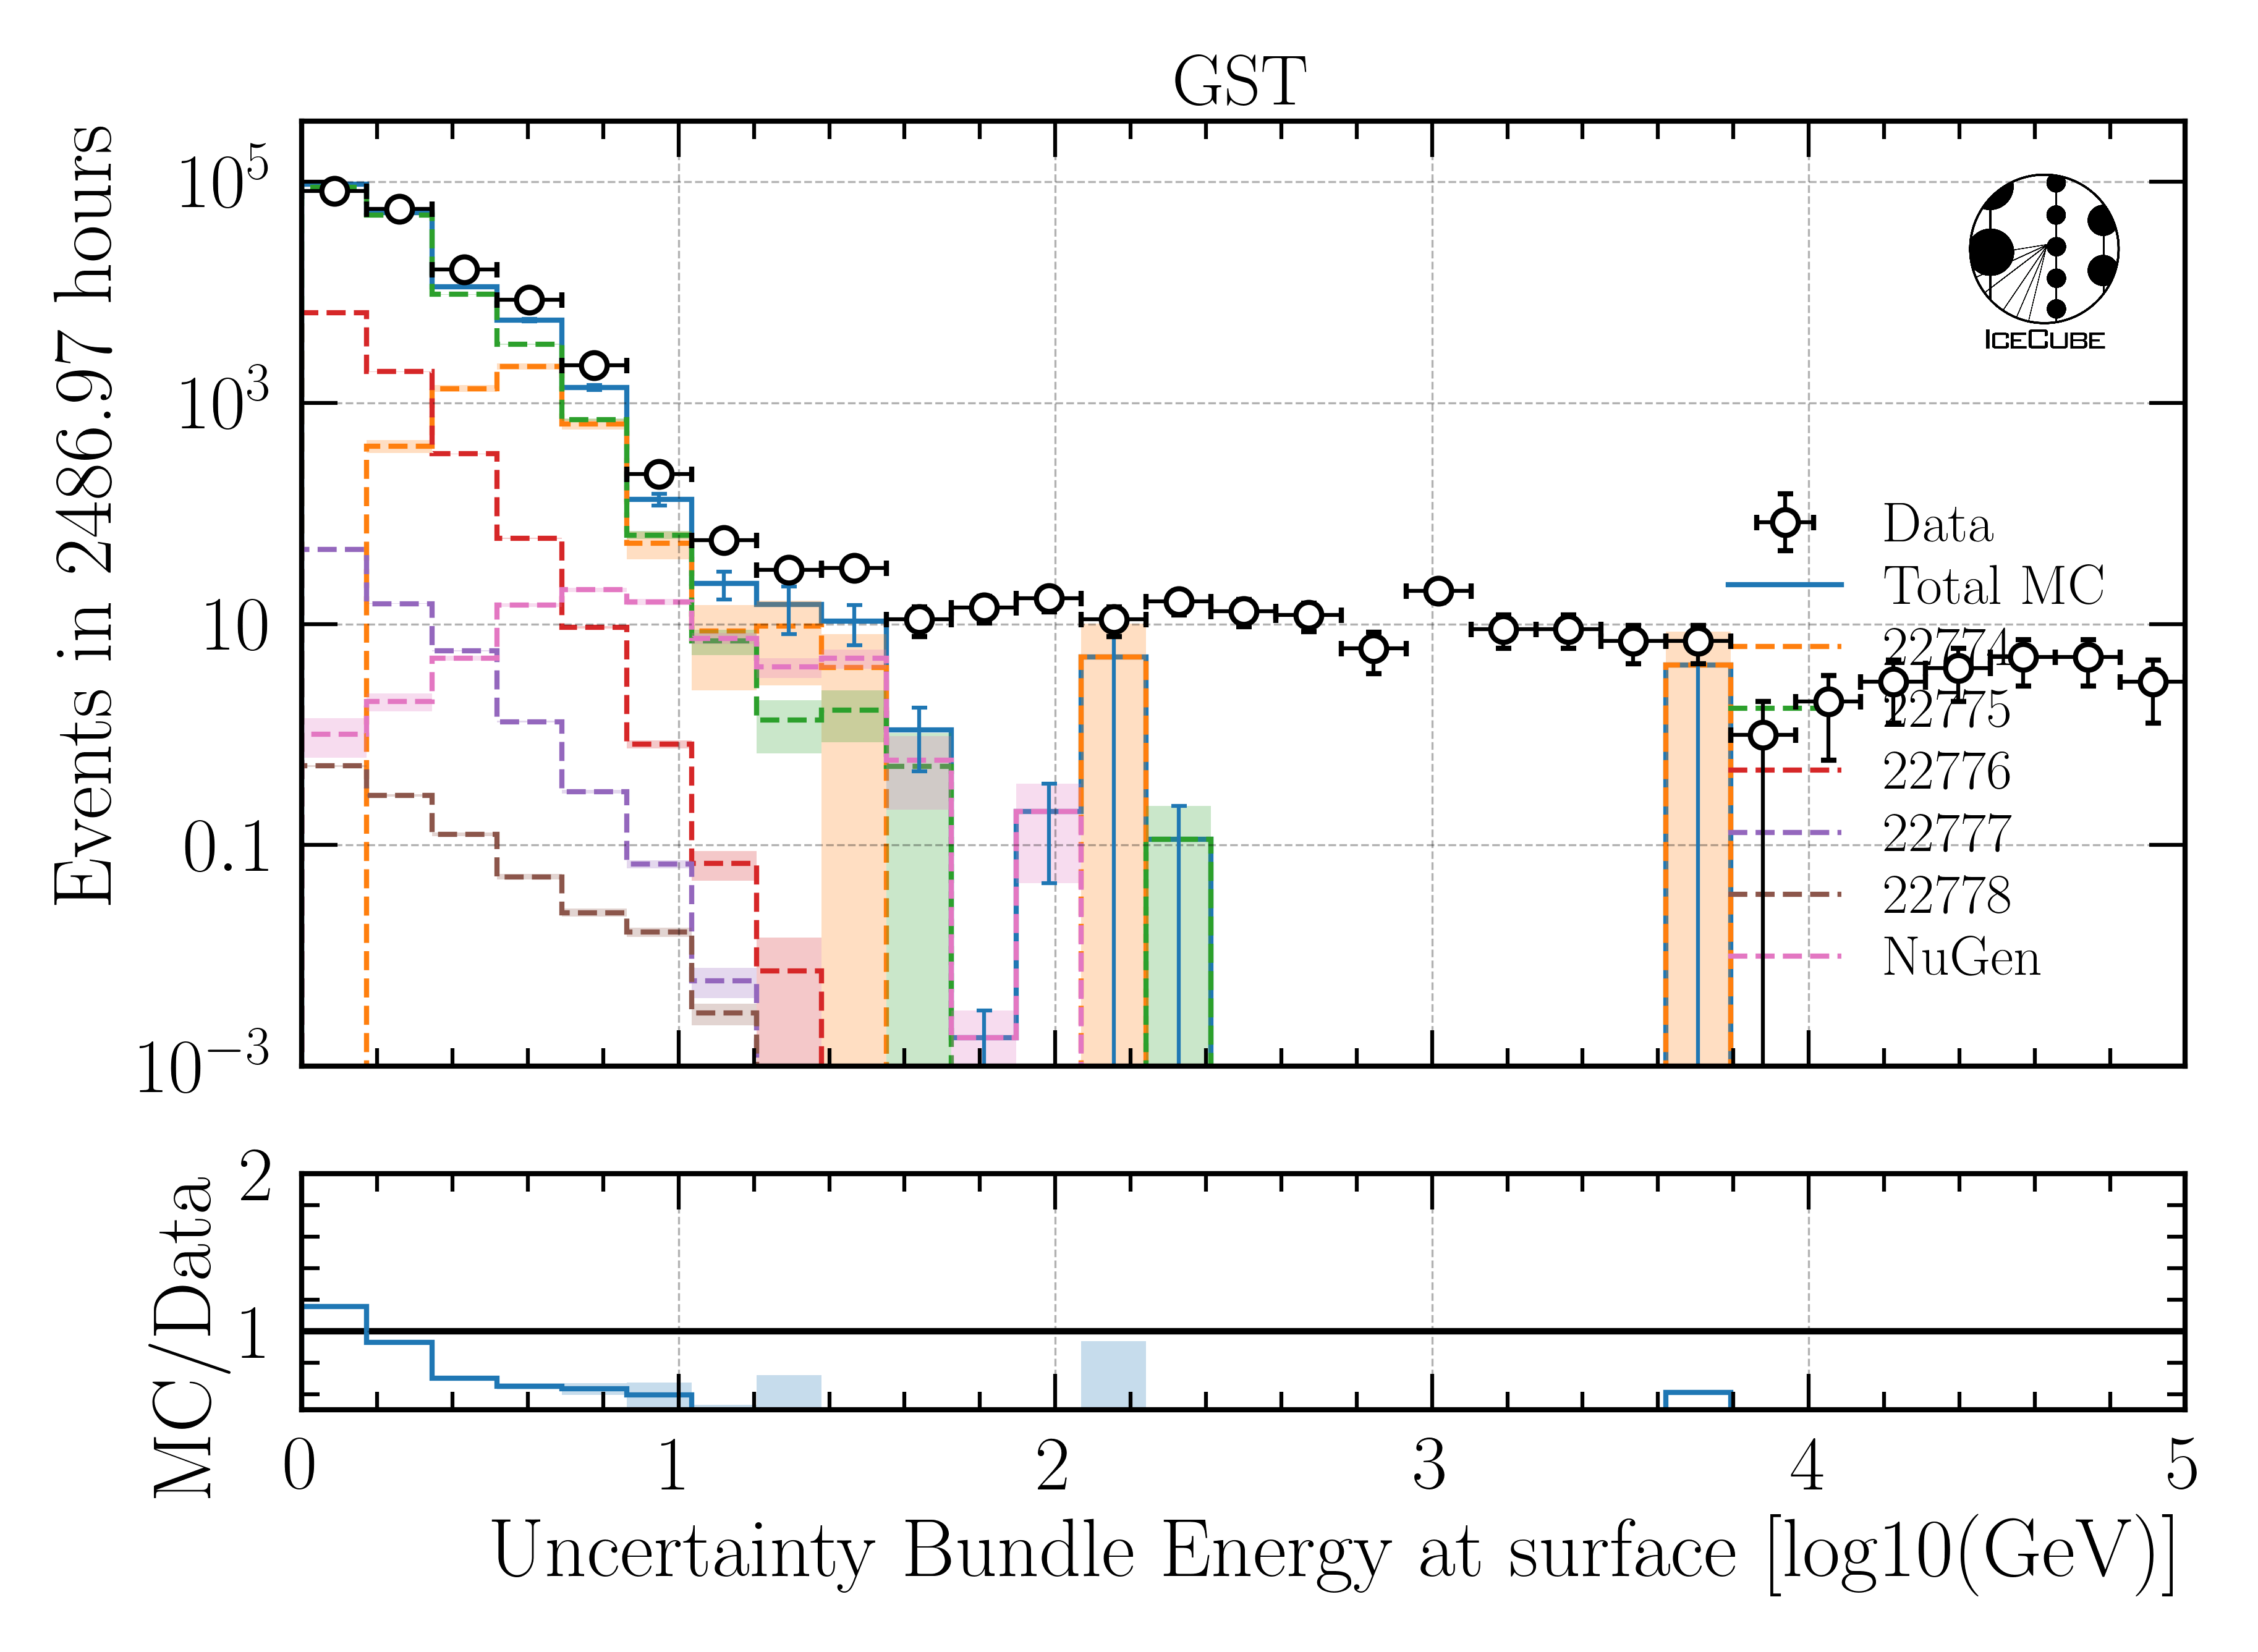 GST
Events in 2486.97 hours
10^5
10^3
10
0.1
10^−3
ICECUBE
Data
Total MC
22774
22775
22776
22777
22778
NuGen
MC/Data
2
1
0 1 2 3 4 5
Uncertainty Bundle Energy at surface [log10(GeV)]